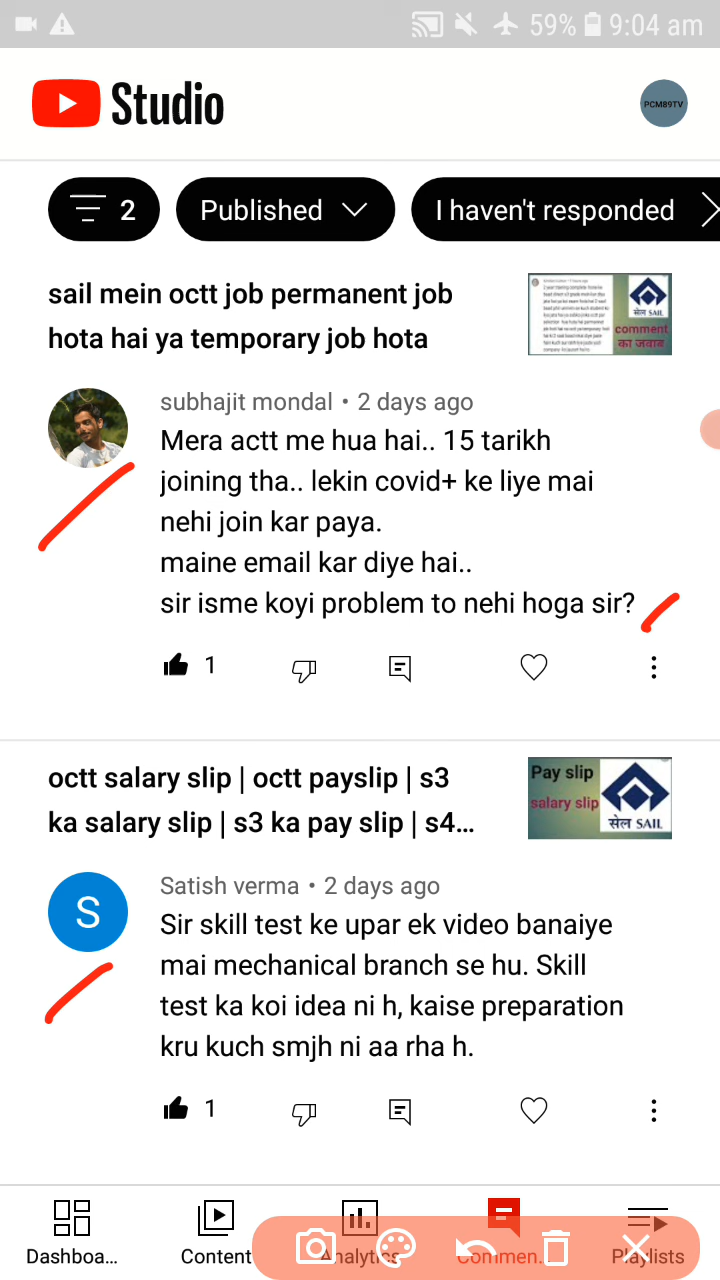 59% 9:04 am
Studio
PCM89TV
2 Published I haven't responded
sail mein octt job permanent job
hota hai ya temporary job hota
सेल SAIL
comment
का जवाब
subhajit mondal • 2 days ago
Mera actt me hua hai.. 15 tarikh
joining tha.. lekin covid+ ke liye mai
nehi join kar paya.
maine email kar diye hai..
sir isme koyi problem to nehi hoga sir?
1
octt salary slip | octt payslip | s3
ka salary slip | s3 ka pay slip | s4...
Pay slip
salary slip
सेल SAIL
Satish verma • 2 days ago
S
Sir skill test ke upar ek video banaiye
mai mechanical branch se hu. Skill
test ka koi idea ni h, kaise preparation
kru kuch smjh ni aa rha h.
1
Dashboa... Content Analytics Commen... Playlists